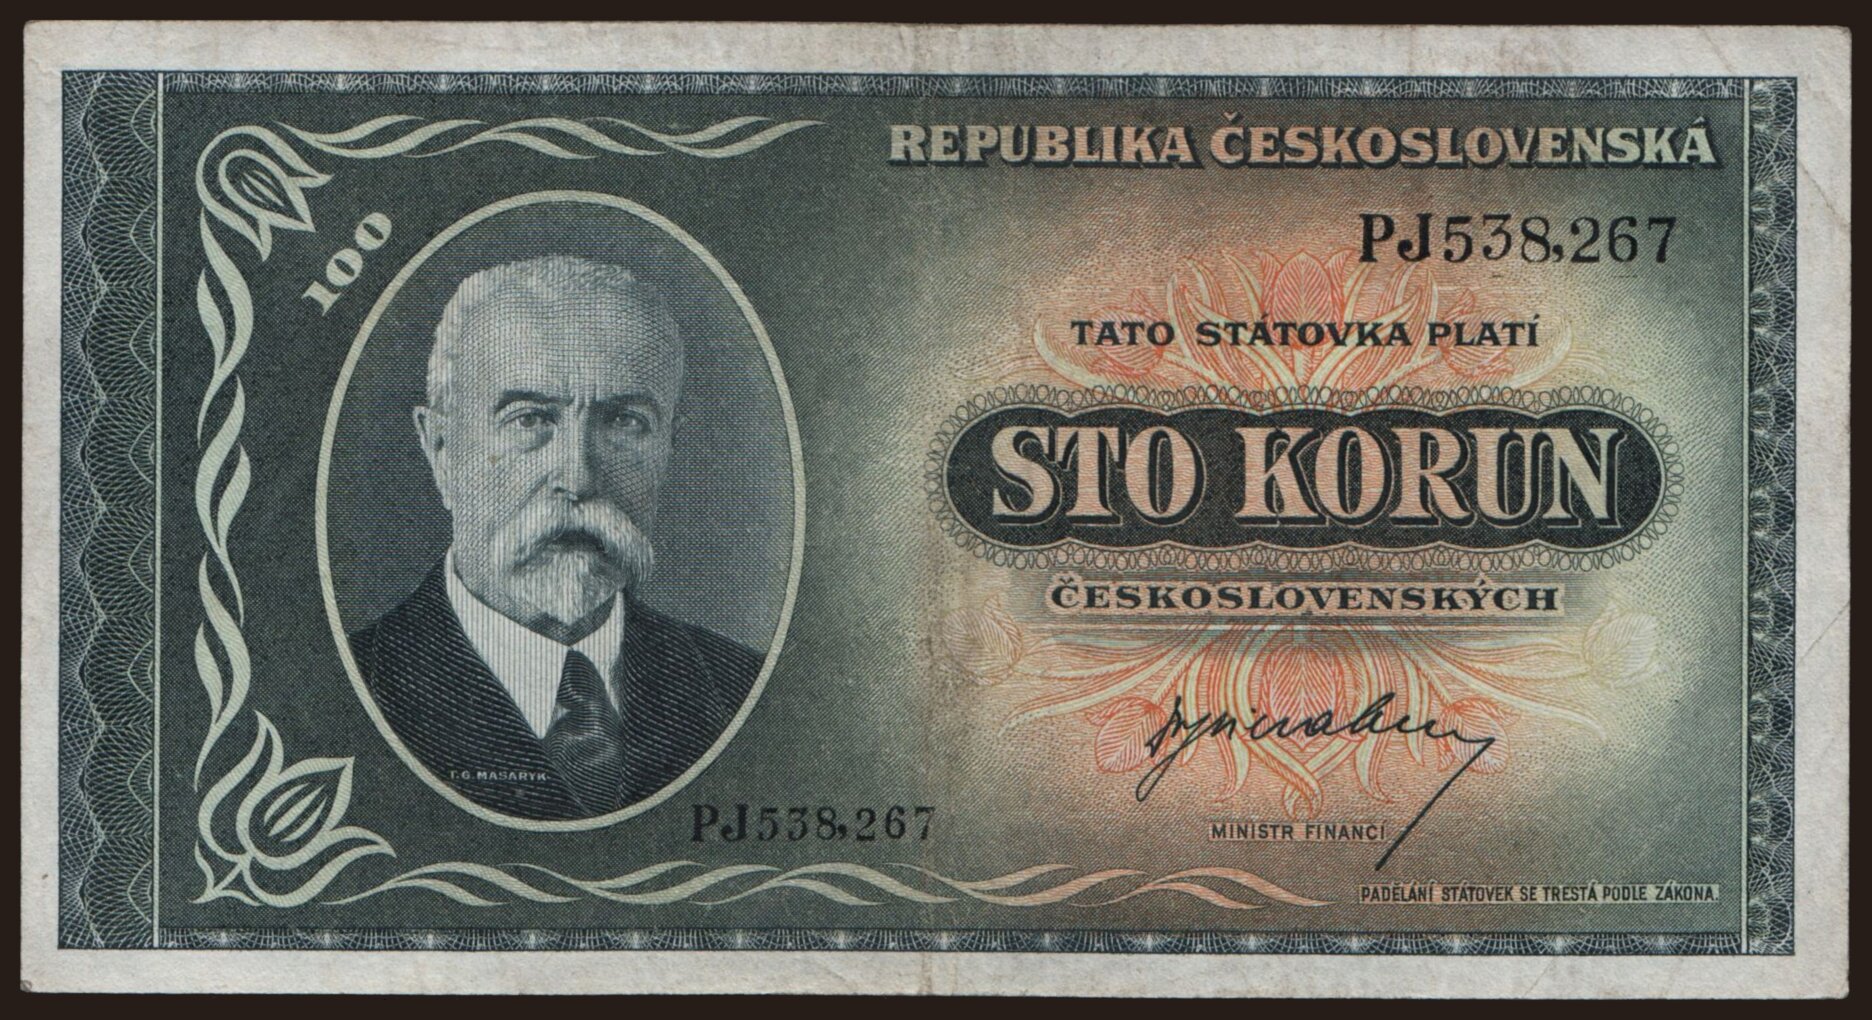 REPUBLIKA ČESKOSLOVENSKÁ
100
PJ538,267
TATO STÁTOVKA PLATÍ
STO KORUN
ČESKOSLOVENSKÝCH
T. G. MASARYK
PJ538,267
MINISTR FINANCÍ
PADĚLÁNÍ STÁTOVEK SE TRESTÁ PODLE ZÁKONA.